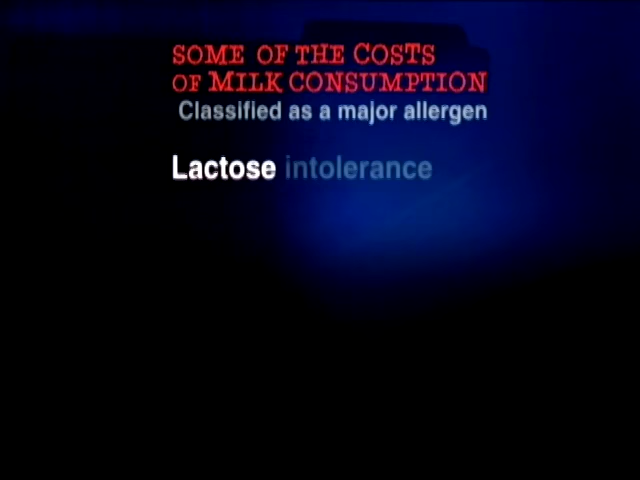 SOME OF THE COSTS
OF MILK CONSUMPTION
Classified as a major allergen
Lactose intolerance